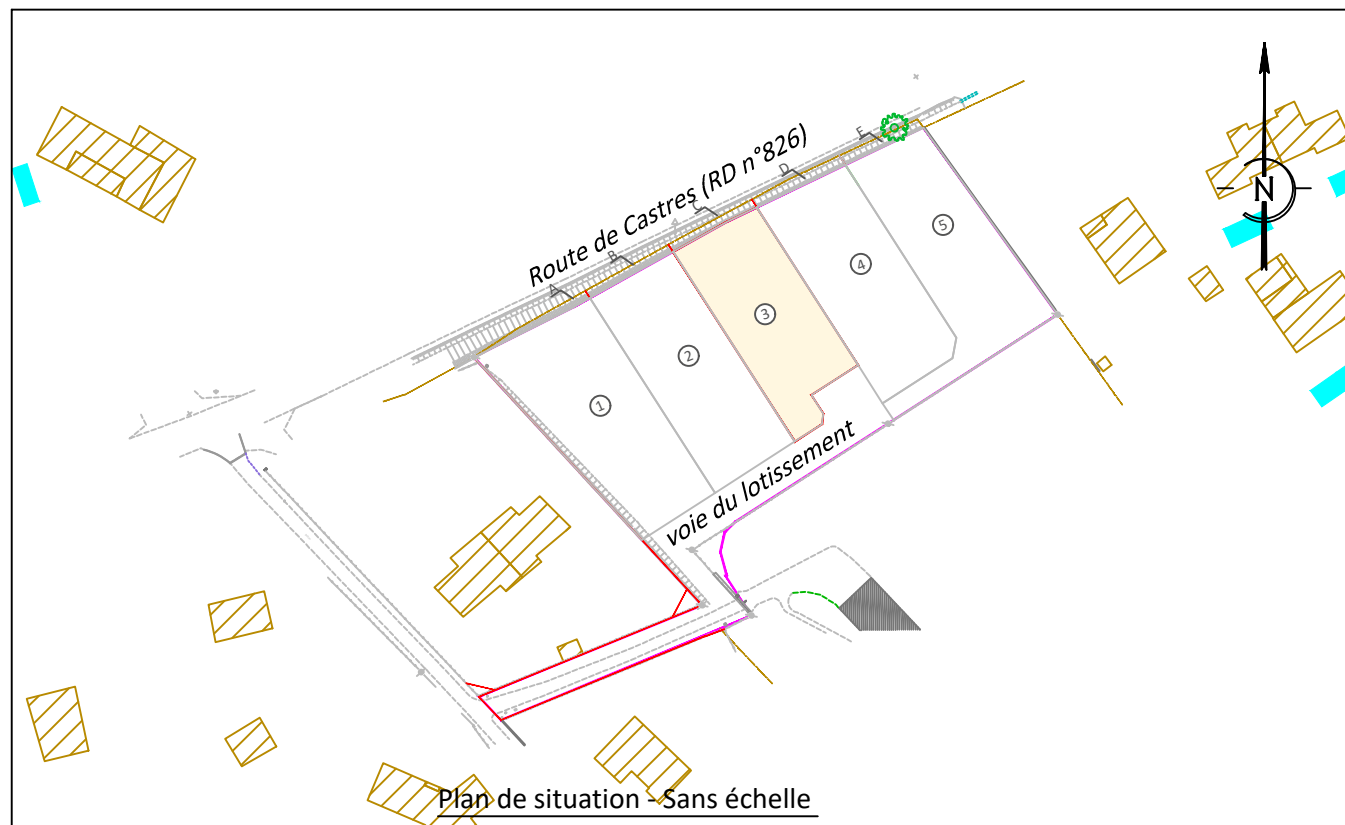 Route de Castres (RD n°826)
A
B
C
D
E
N
1
2
3
4
5
voie du lotissement
Plan de situation - Sans échelle